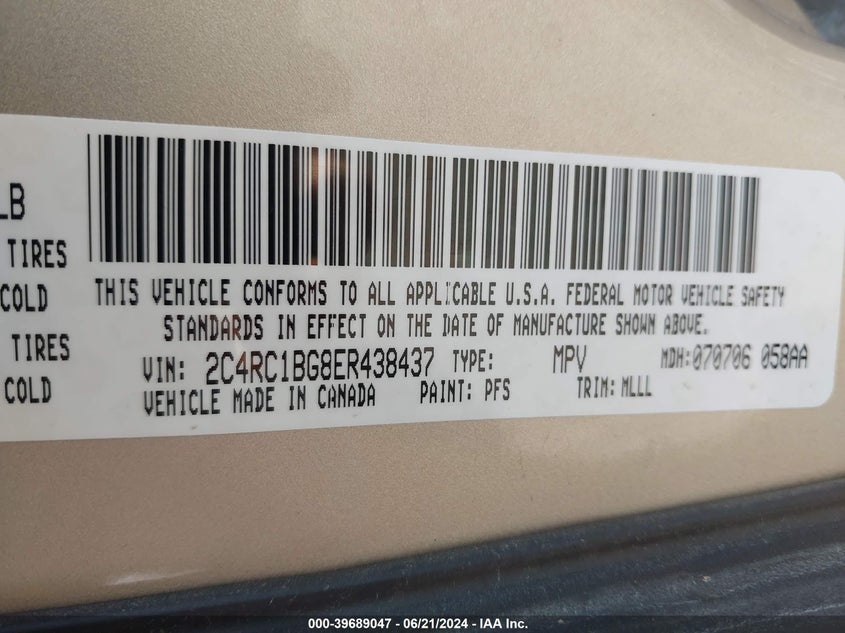 LB
TIRES
COLD
TIRES
COLD
THIS VEHICLE CONFORMS TO ALL APPLICABLE U.S.A. FEDERAL MOTOR VEHICLE SAFETY
STANDARDS IN EFFECT ON THE DATE OF MANUFACTURE SHOWN ABOVE.
VIN: 2C4RC1BG8ER438437 TYPE: MPV MDH:070706 058AA
VEHICLE MADE IN CANADA PAINT: PFS TRIM: MLLL
000-39689047 / 06/21/2024 - IAA Inc.